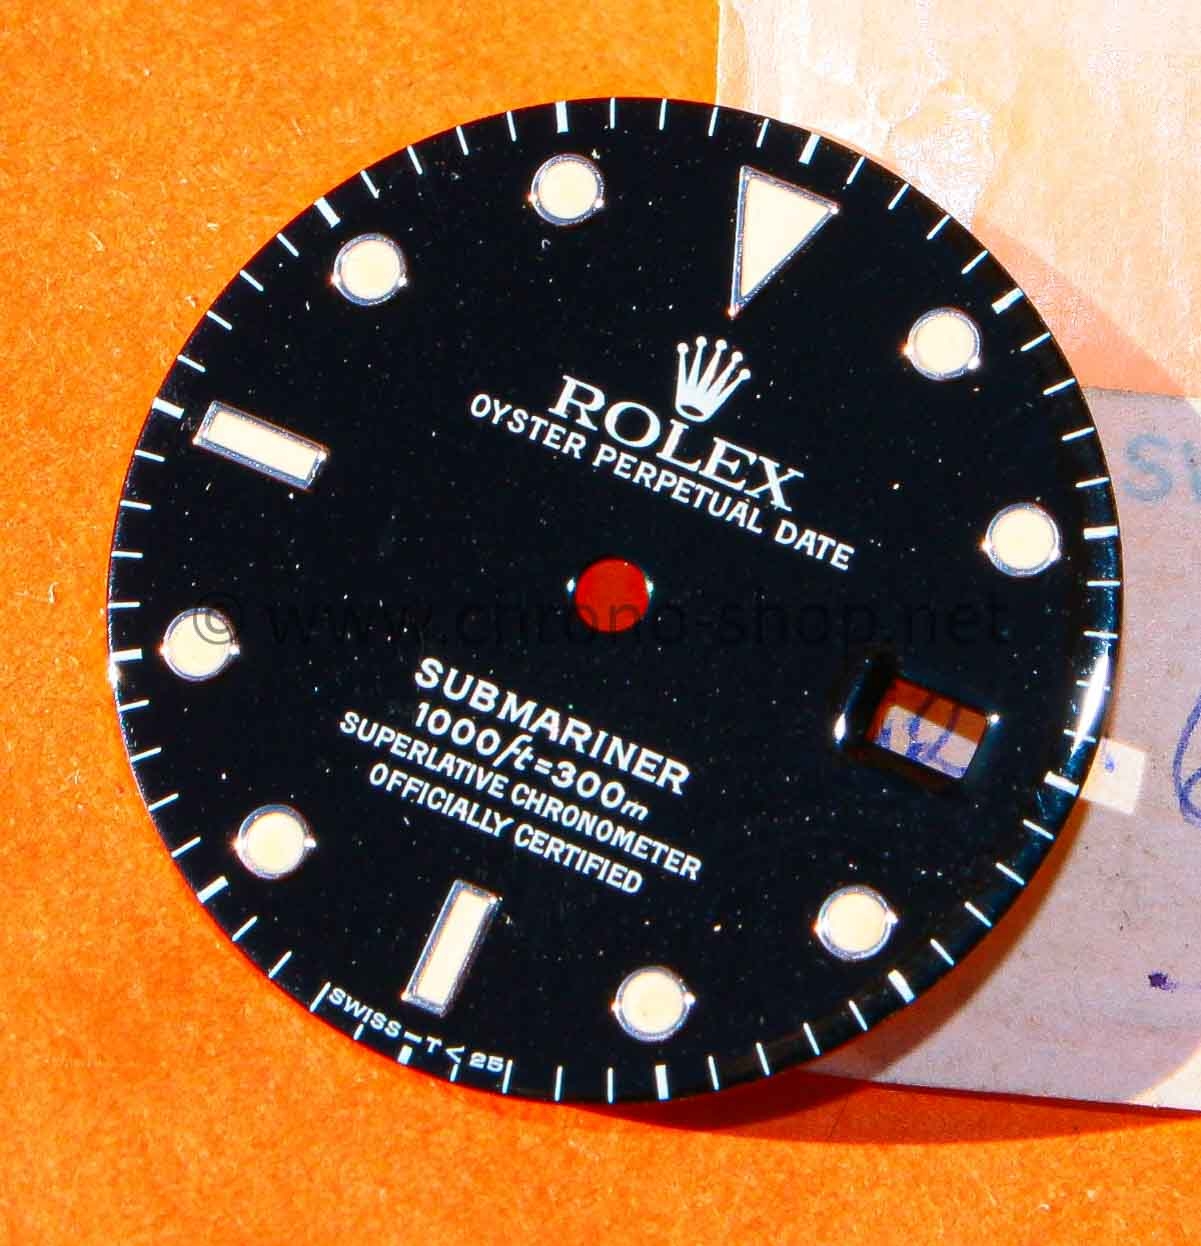 ROLEX
OYSTER PERPETUAL DATE
© www.chrono-shop.net
SUBMARINER
1000ft=300m
SUPERLATIVE CHRONOMETER
OFFICIALLY CERTIFIED
SWISS–T<25